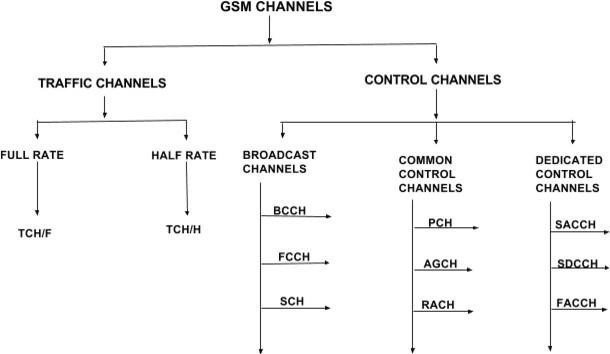 GSM CHANNELS
TRAFFIC CHANNELS
CONTROL CHANNELS
FULL RATE
HALF RATE
BROADCAST
CHANNELS
COMMON
CONTROL
CHANNELS
DEDICATED
CONTROL
CHANNELS
TCH/F
TCH/H
BCCH
FCCH
SCH
PCH
AGCH
RACH
SACCH
SDCCH
FACCH